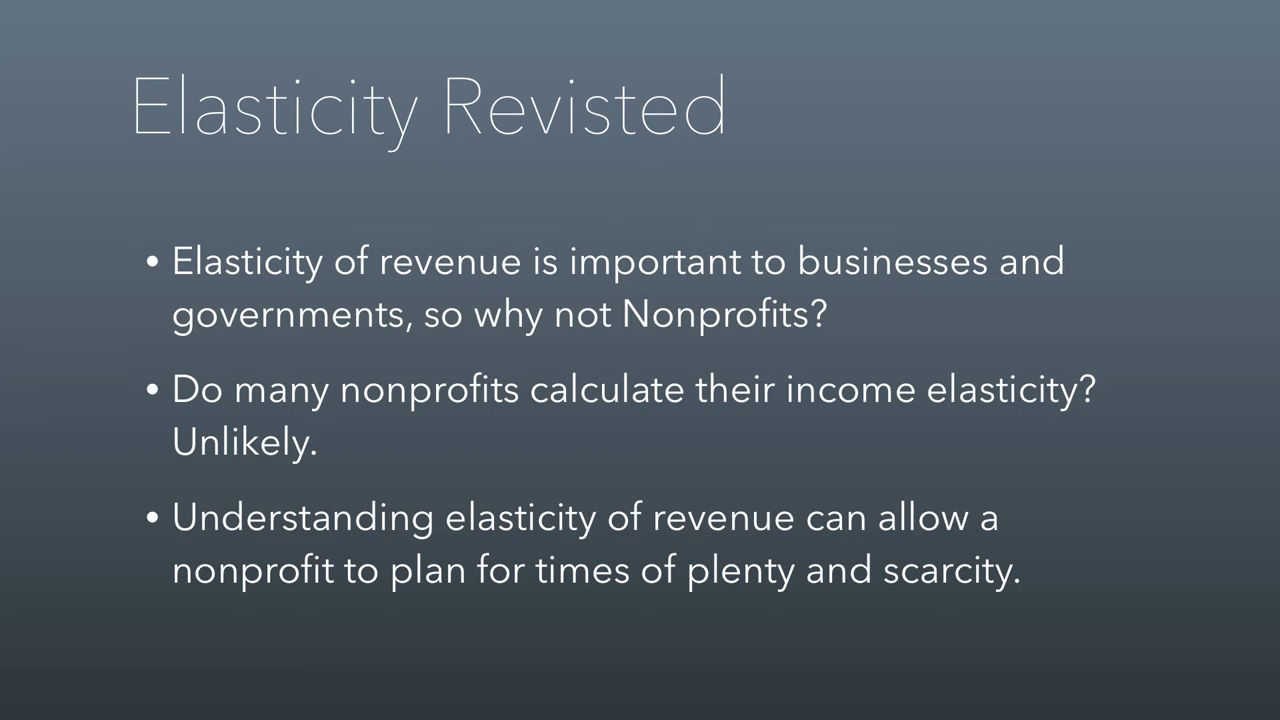 Elasticity Revisted
• Elasticity of revenue is important to businesses and
governments, so why not Nonprofits?
• Do many nonprofits calculate their income elasticity?
Unlikely.
• Understanding elasticity of revenue can allow a
nonprofit to plan for times of plenty and scarcity.